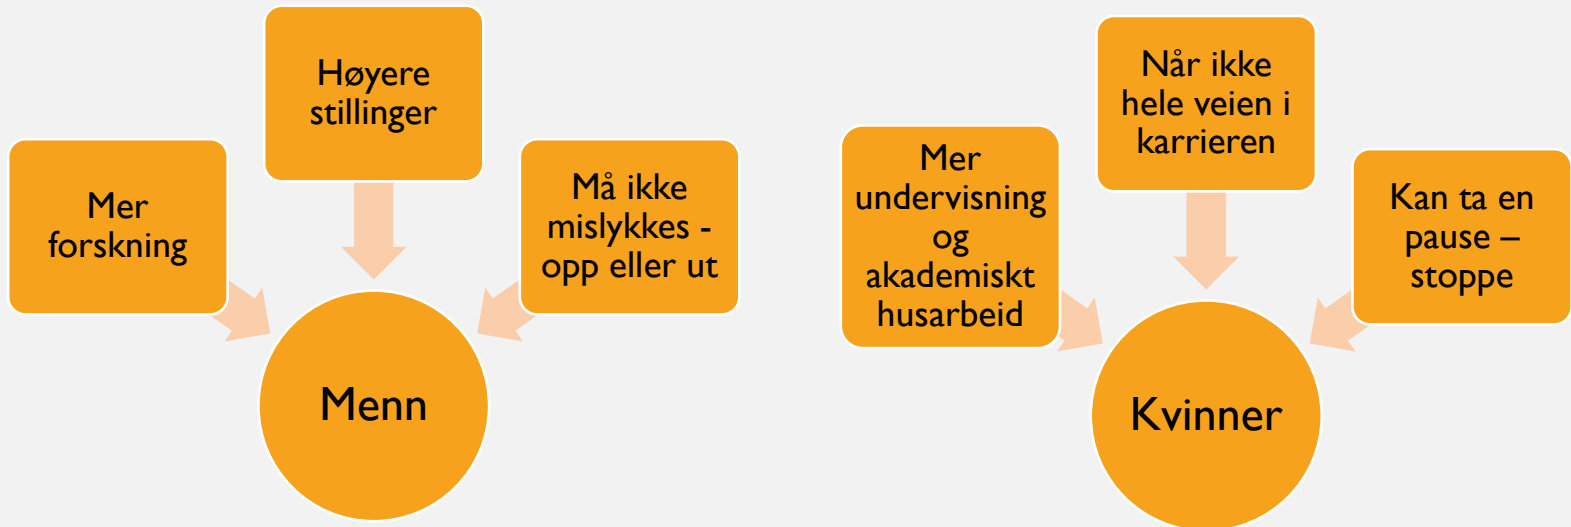 Mer
forskning
Høyere
stillinger
Må ikke
mislykkes -
opp eller ut
Menn
Mer
undervisning
og
akademiskt
husarbeid
Når ikke
hele veien i
karrieren
Kan ta en
pause –
stoppe
Kvinner